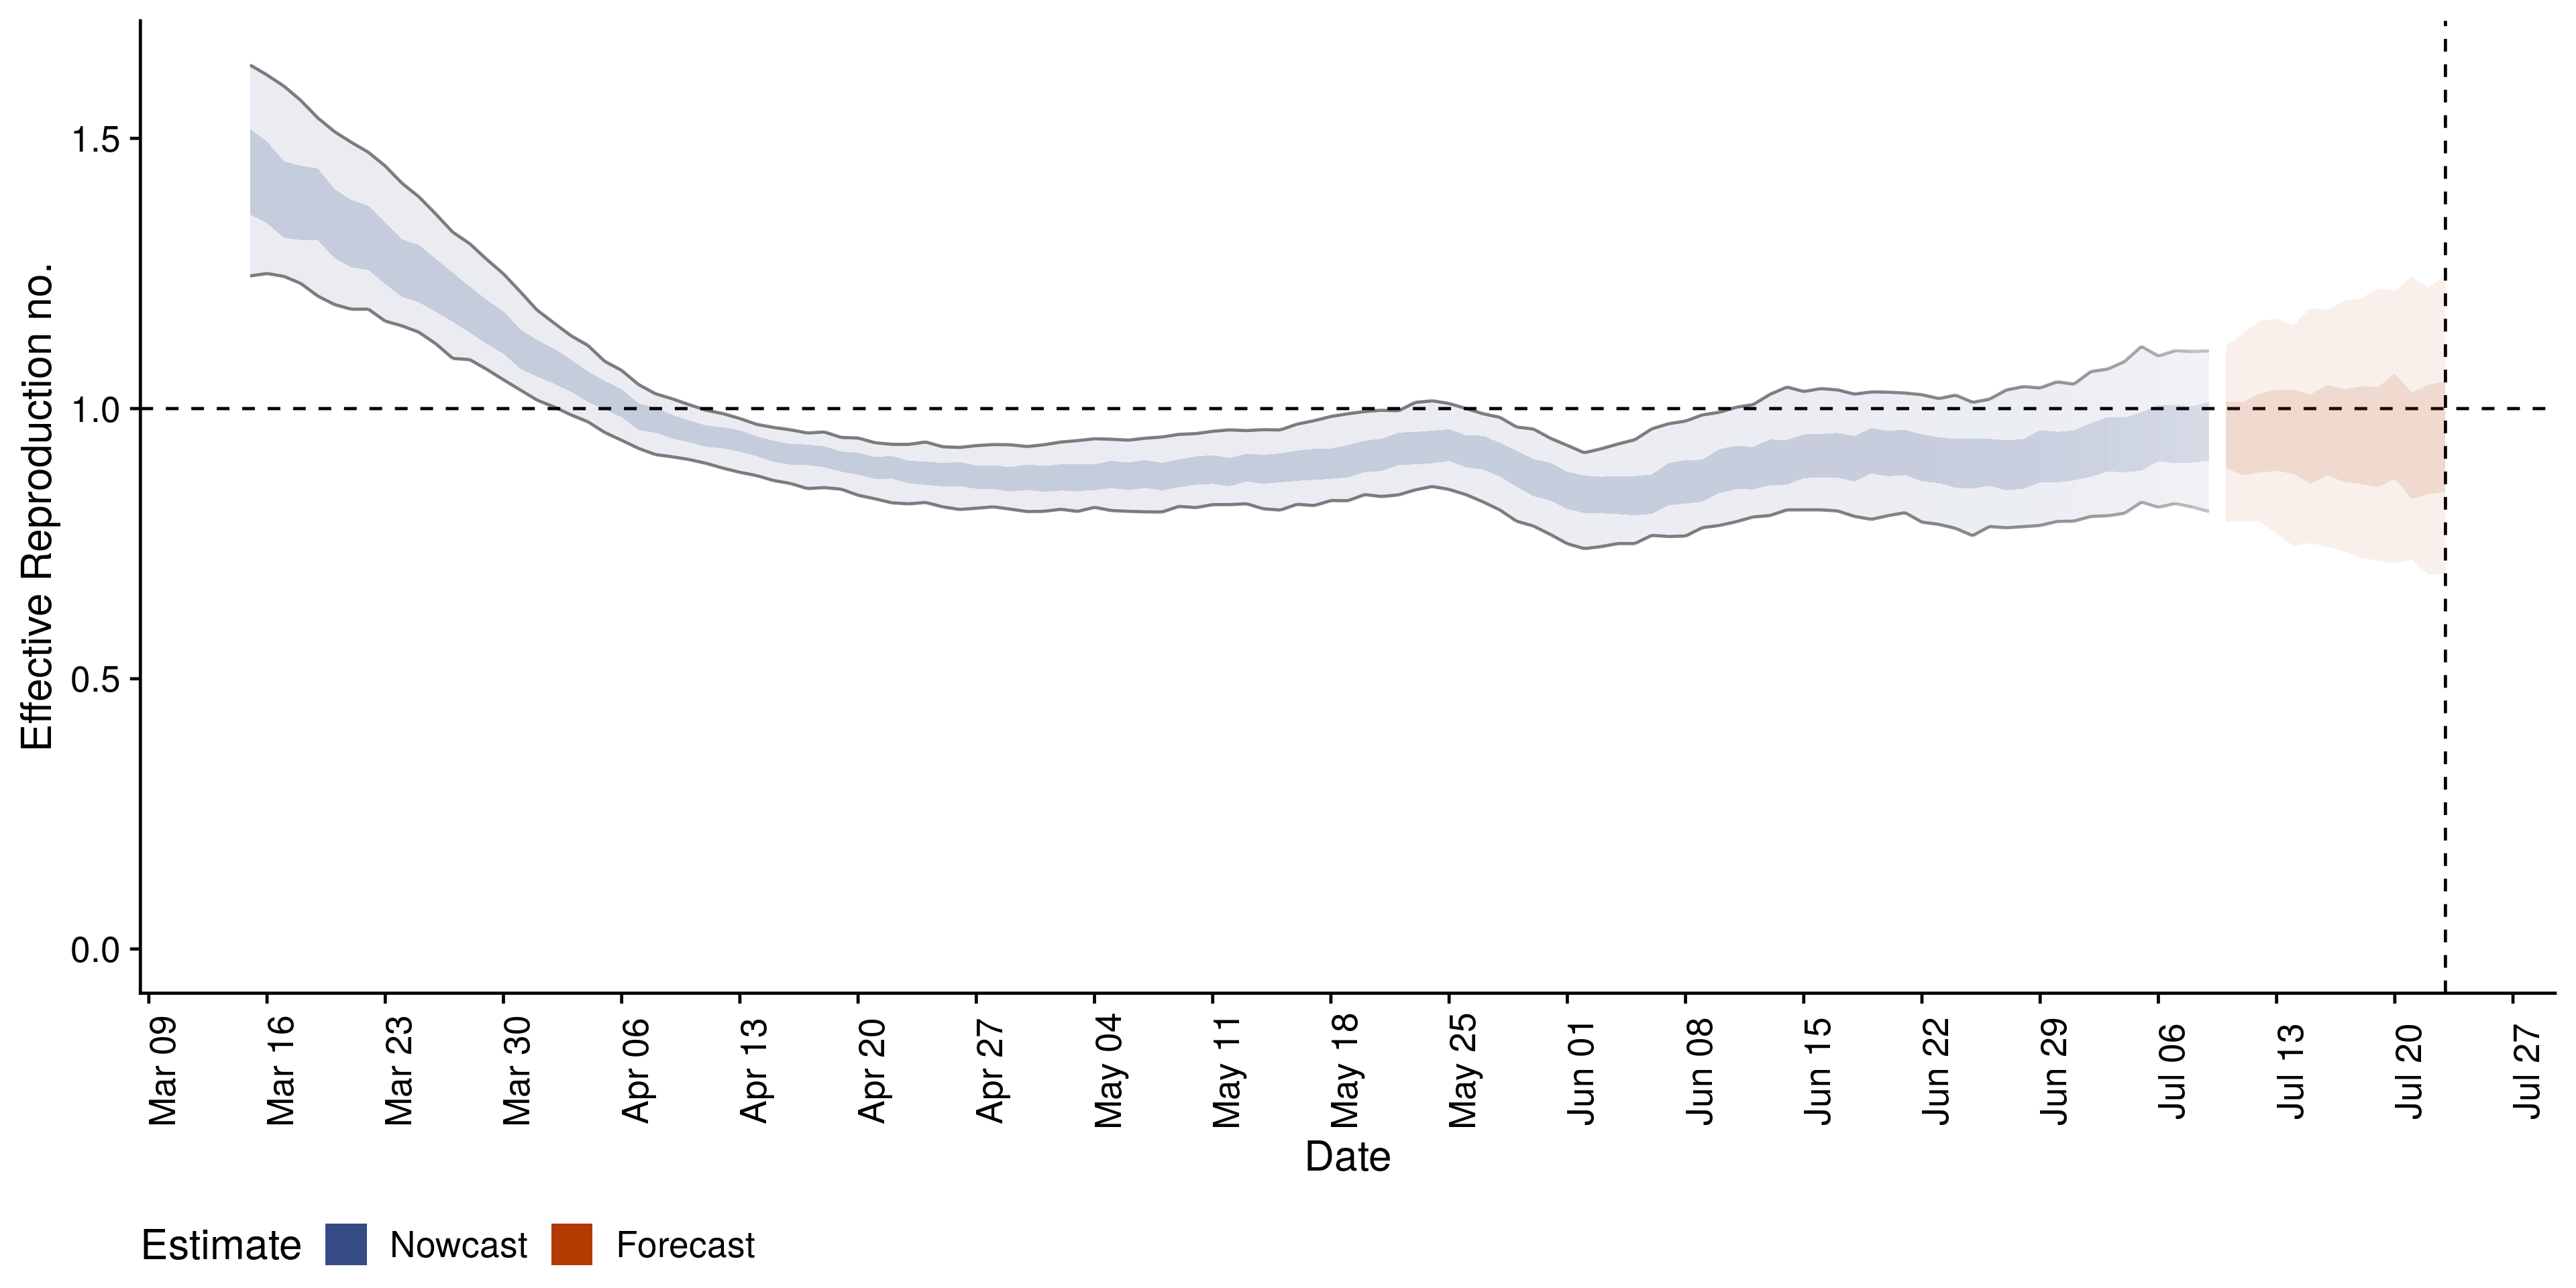 Effective Reproduction no.
1.5
1.0
0.5
0.0
Mar 09
Mar 16
Mar 23
Mar 30
Apr 06
Apr 13
Apr 20
Apr 27
May 04
May 11
May 18
May 25
Jun 01
Jun 08
Jun 15
Jun 22
Jun 29
Jul 06
Jul 13
Jul 20
Jul 27
Date
Estimate Nowcast Forecast